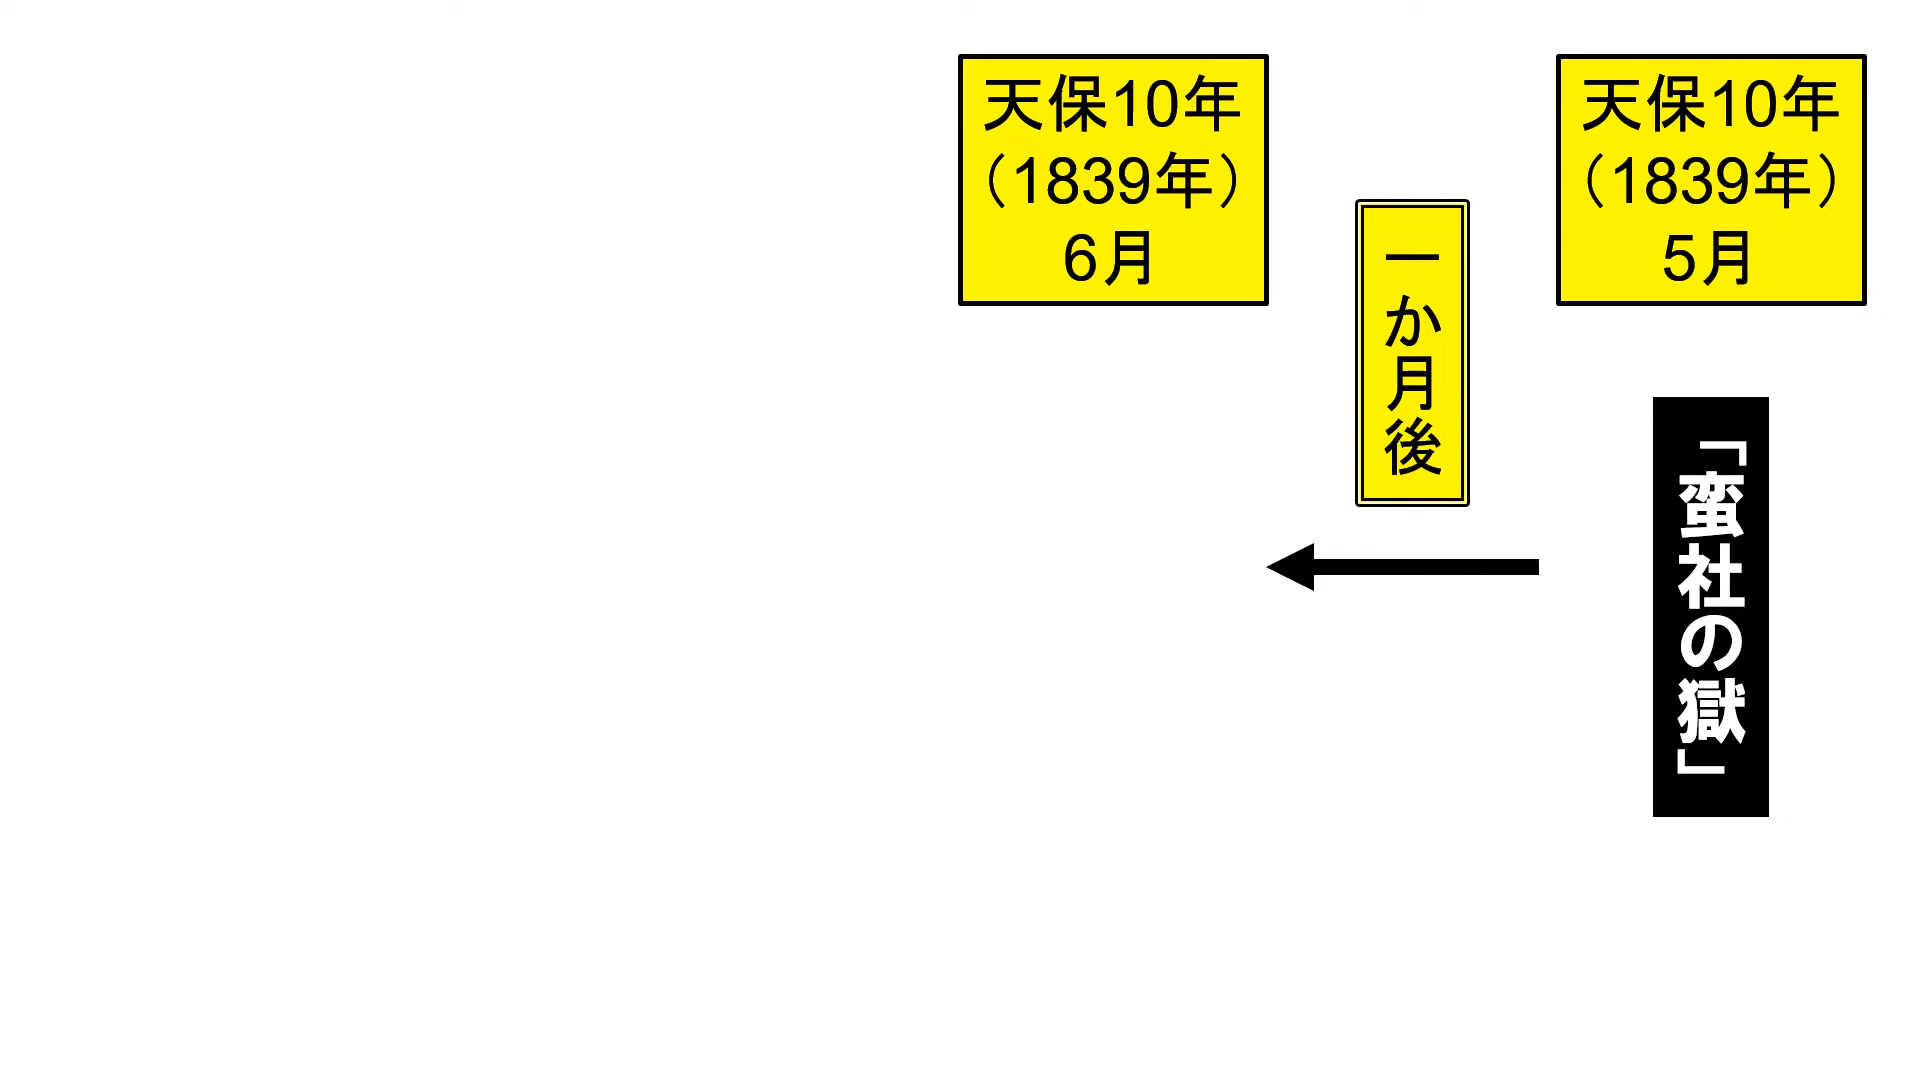 天保10年
（1839年）
5月
「蛮社の獄」
一か月後
天保10年
（1839年）
6月